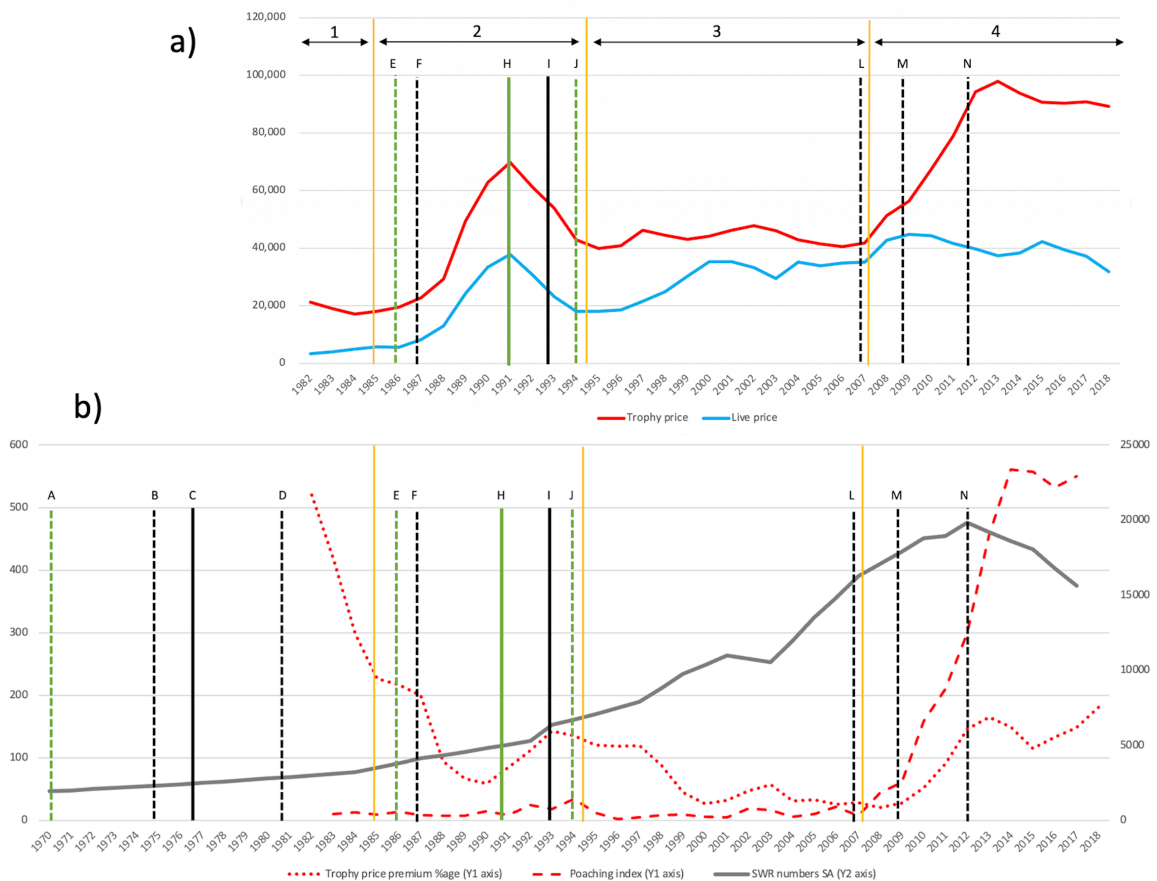 a)
120,000
100,000
80,000
60,000
40,000
20,000
0
1 2 3 4
E F H I J L M N
1982 1983 1984 1985 1986 1987 1988 1989 1990 1991 1992 1993 1994 1995 1996 1997 1998 1999 2000 2001 2002 2003 2004 2005 2006 2007 2008 2009 2010 2011 2012 2013 2014 2015 2016 2017 2018
Trophy price Live price
b)
600
500
400
300
200
100
0
25000
20000
15000
10000
5000
0
A B C D E F H I J L M N
1970 1971 1972 1973 1974 1975 1976 1977 1978 1979 1980 1981 1982 1983 1984 1985 1986 1987 1988 1989 1990 1991 1992 1993 1994 1995 1996 1997 1998 1999 2000 2001 2002 2003 2004 2005 2006 2007 2008 2009 2010 2011 2012 2013 2014 2015 2016 2017 2018
Trophy price premium %age (Y1 axis) Poaching index (Y1 axis) SWR numbers SA (Y2 axis)